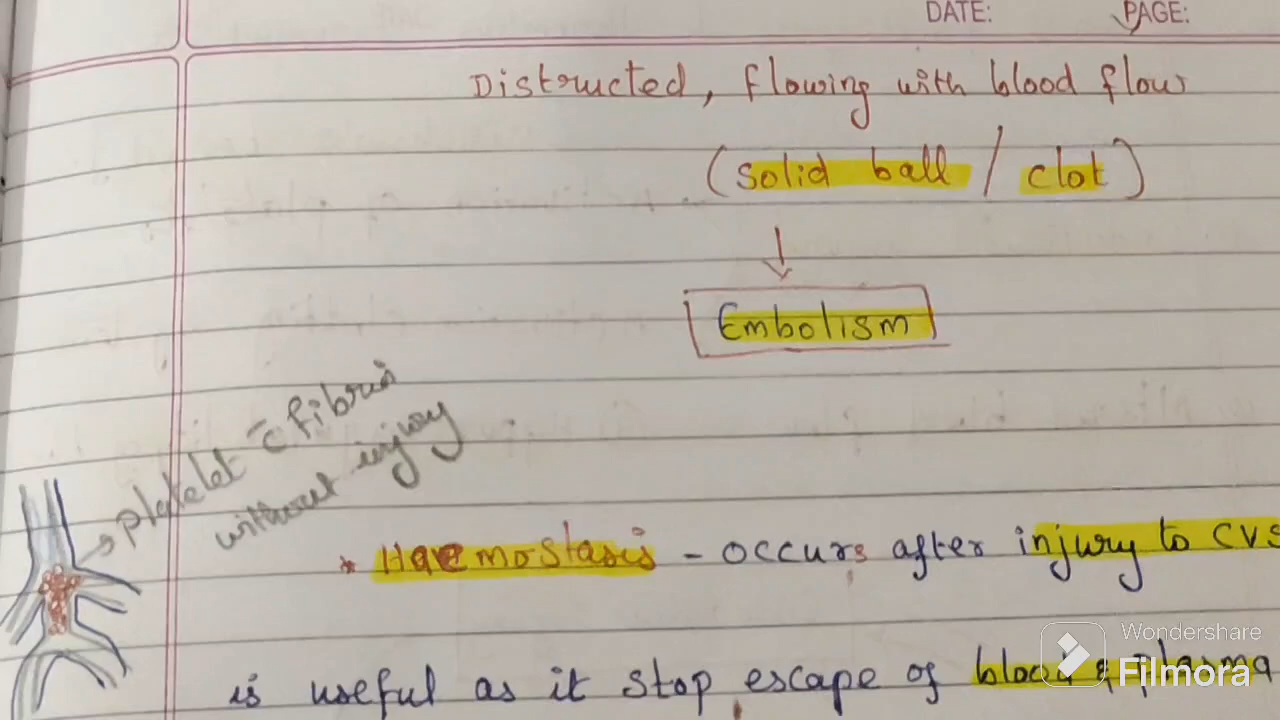 DATE: PAGE:
Distructed, flowing with blood flow
(solid ball / clot)
↓
Embolism
→ platelet c̄ fibrin
without injury
* Haemostasis - occurs after injury to CVS
is useful as it stop escape of blood & plasma
Wondershare
Filmora